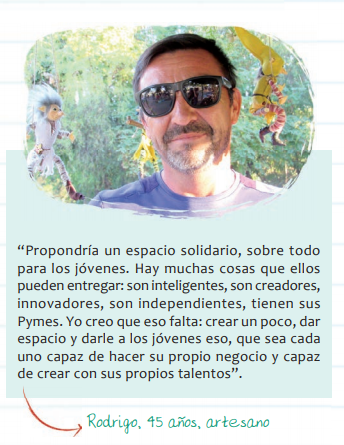 “Propondría un espacio solidario, sobre todo
para los jóvenes. Hay muchas cosas que ellos
pueden entregar: son inteligentes, son creadores,
innovadores, son independientes, tienen sus
Pymes. Yo creo que eso falta: crear un poco, dar
espacio y darle a los jóvenes eso, que sea cada
uno capaz de hacer su propio negocio y capaz
de crear con sus propios talentos”.
Rodrigo, 45 años, artesano